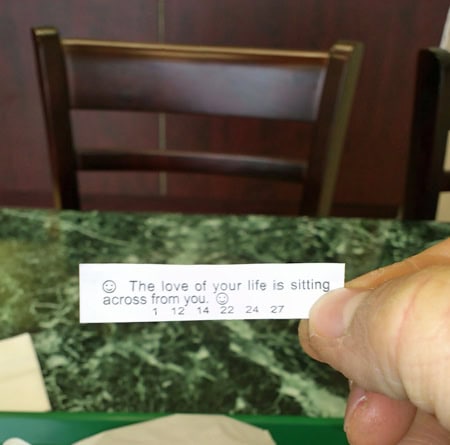 ☺ The love of your life is sitting
across from you. ☺
1 12 14 22 24 27